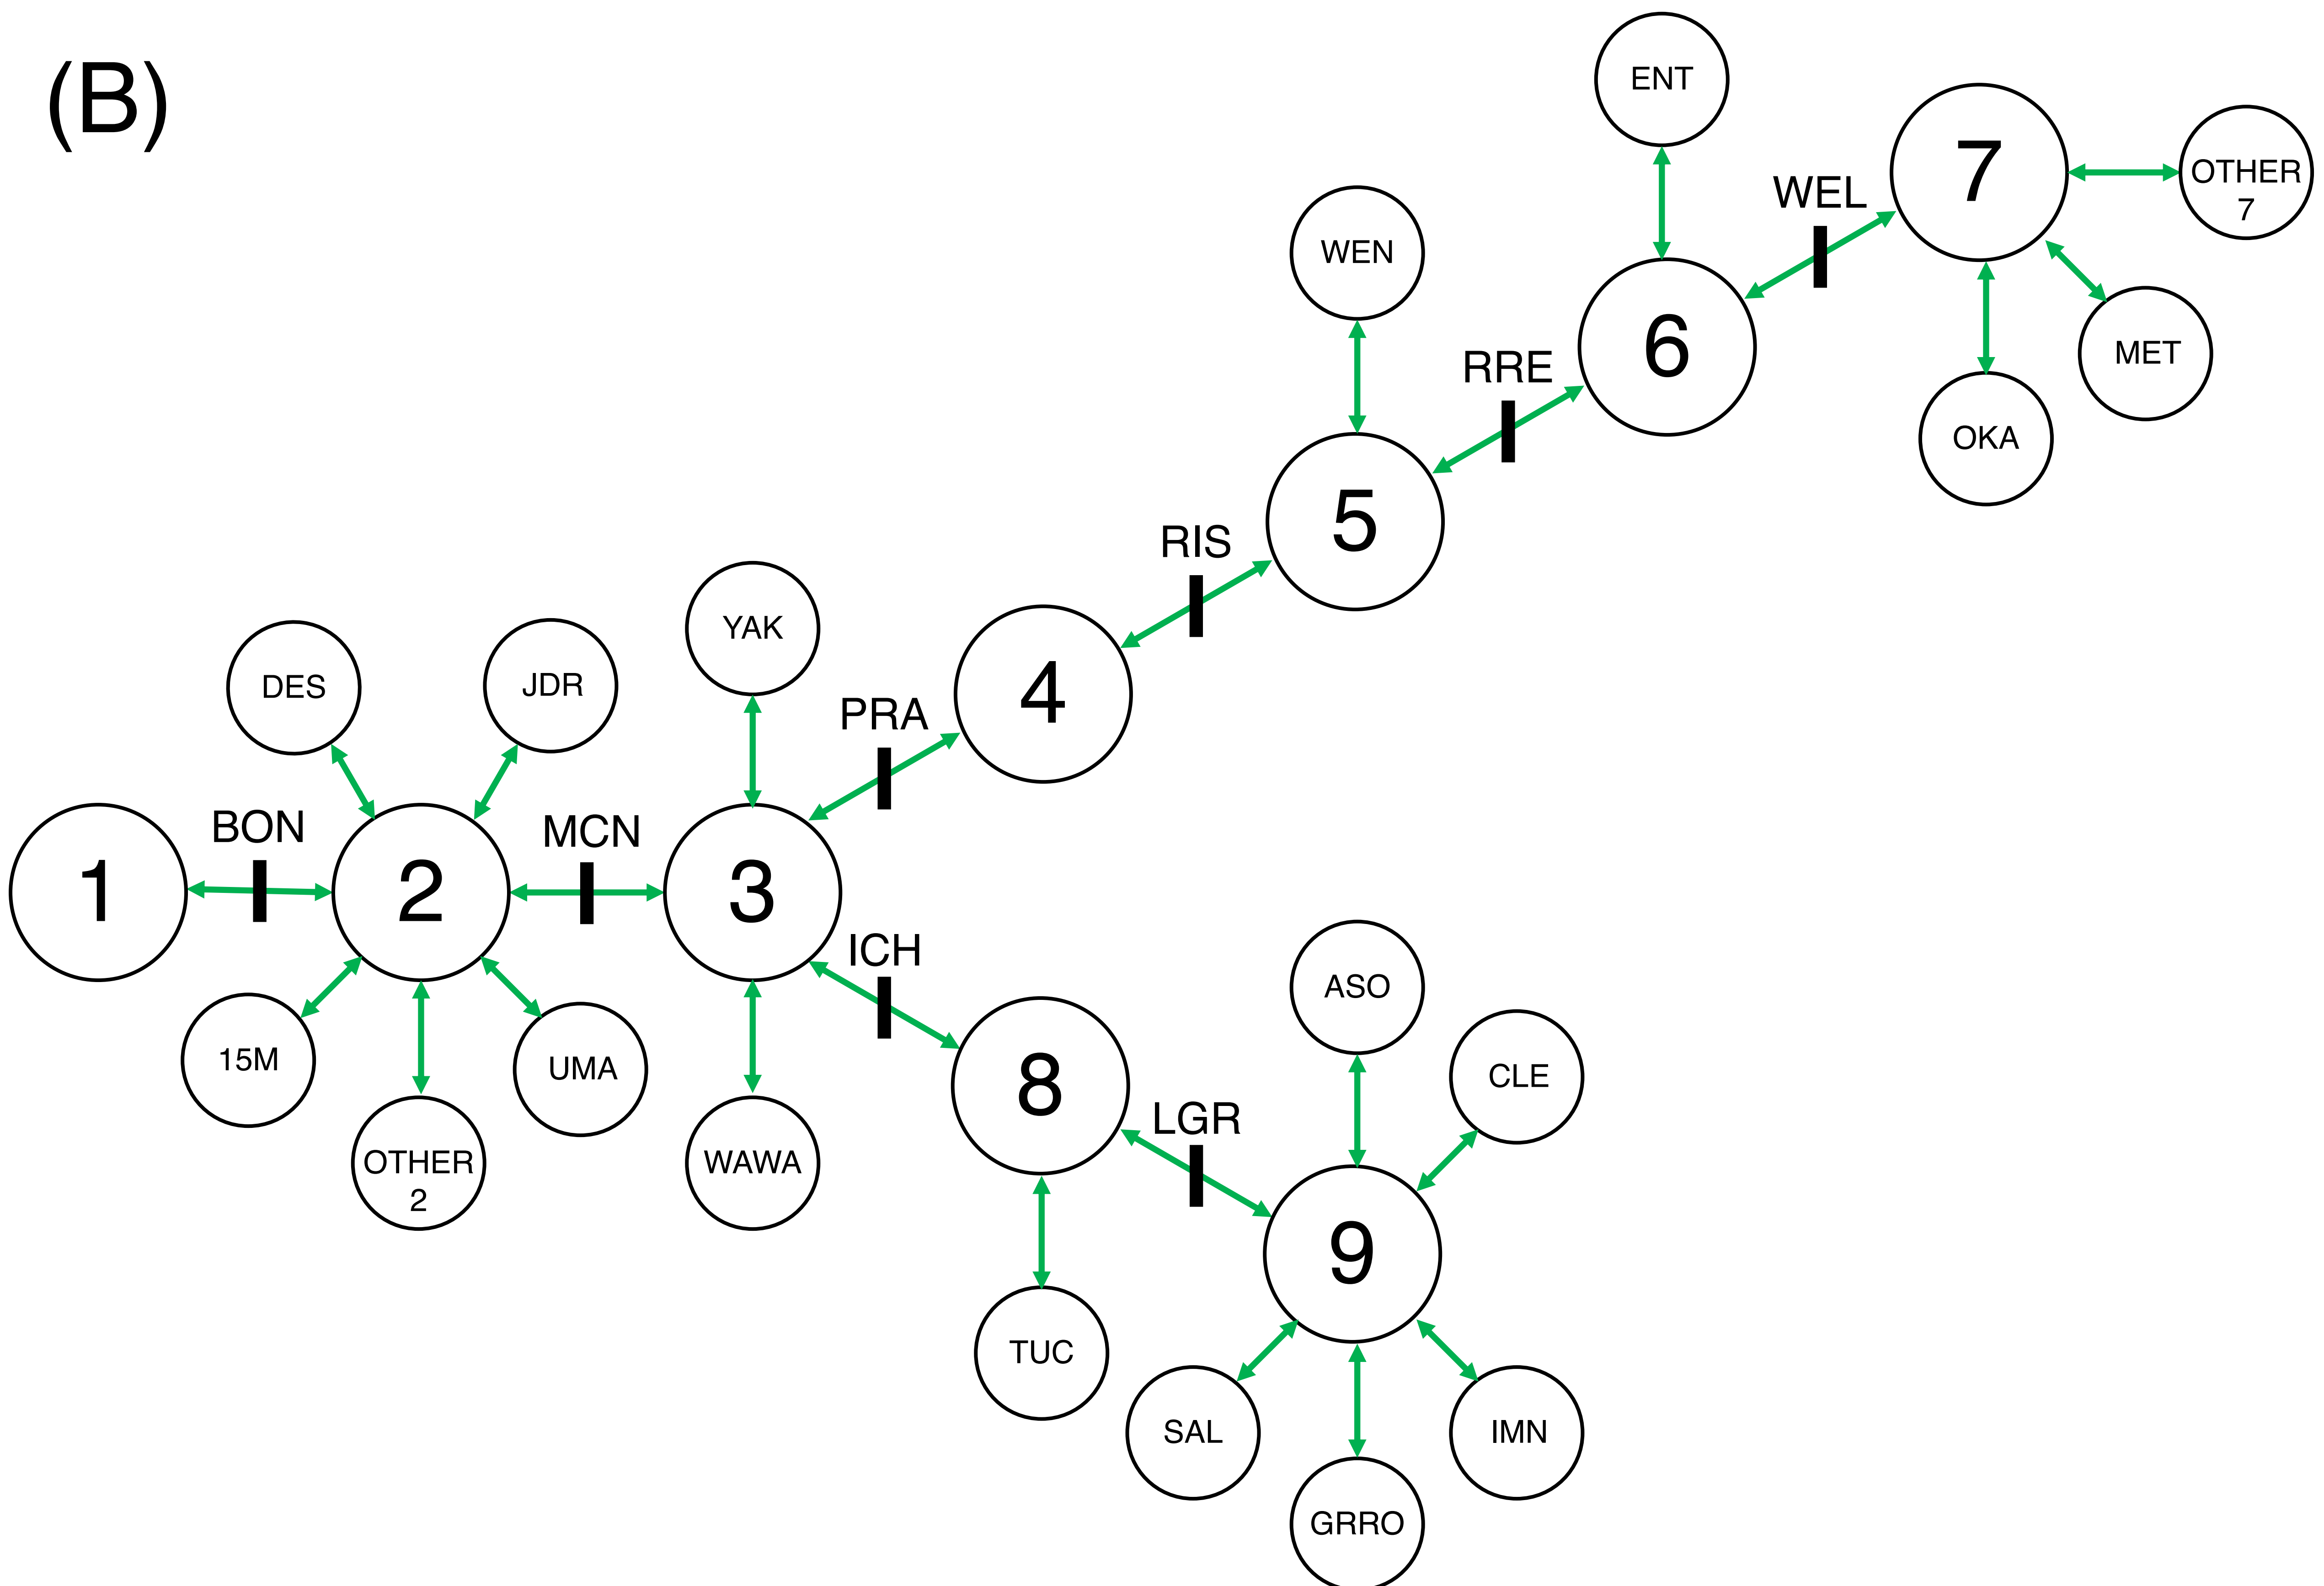 (B)
ENT
7
OTHER
7
WEL
WEN
MET
6
RRE
OKA
5
RIS
YAK
4
DES
JDR
PRA
BON
MCN
1
2
3
ICH
ASO
15M
UMA
CLE
8
OTHER
2
WAWA
LGR
9
TUC
SAL
IMN
GRRO